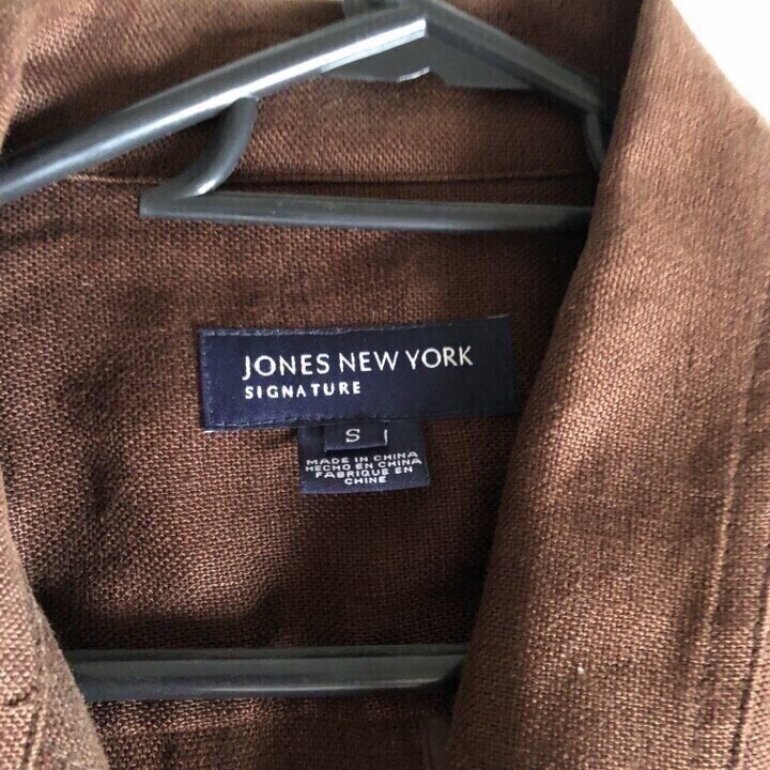 JONES NEW YORK
SIGNATURE
S
MADE IN CHINA
HECHO EN CHINA
FABRIQUE EN
CHINE